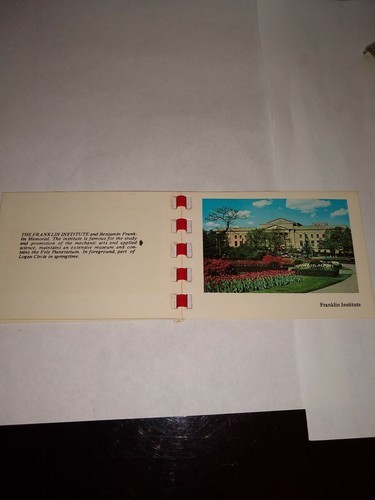 THE FRANKLIN INSTITUTE and Benjamin Frank-
lin Memorial. The institute is famous for the study
and promotion of the mechanic arts and applied
science, maintains an extensive museum and con-
tains the Fels Planetarium. In foreground, part of
Logan Circle in springtime.
Franklin Institute